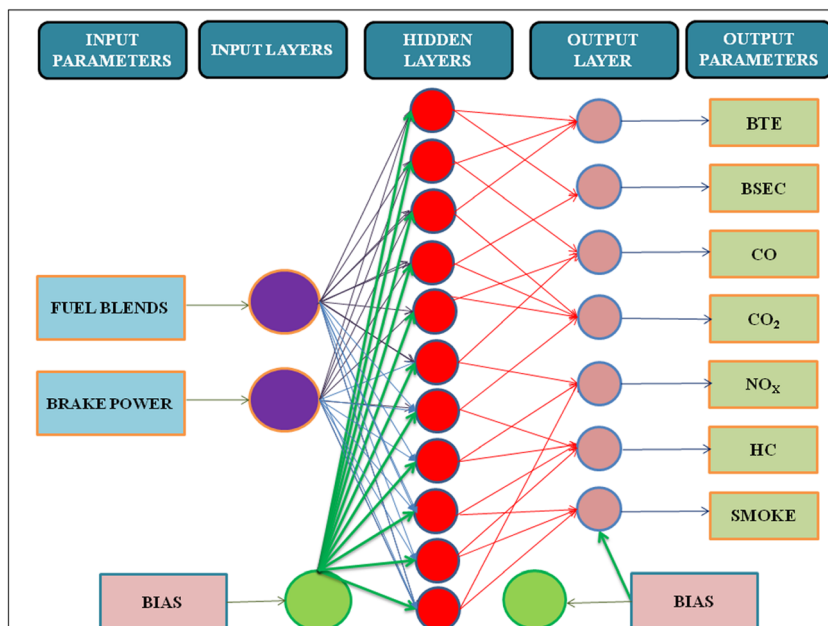 INPUT
PARAMETERS
INPUT LAYERS
HIDDEN
LAYERS
OUTPUT
LAYER
OUTPUT
PARAMETERS
BTE
BSEC
CO
FUEL BLENDS
CO₂
BRAKE POWER
NOX
HC
SMOKE
BIAS
BIAS